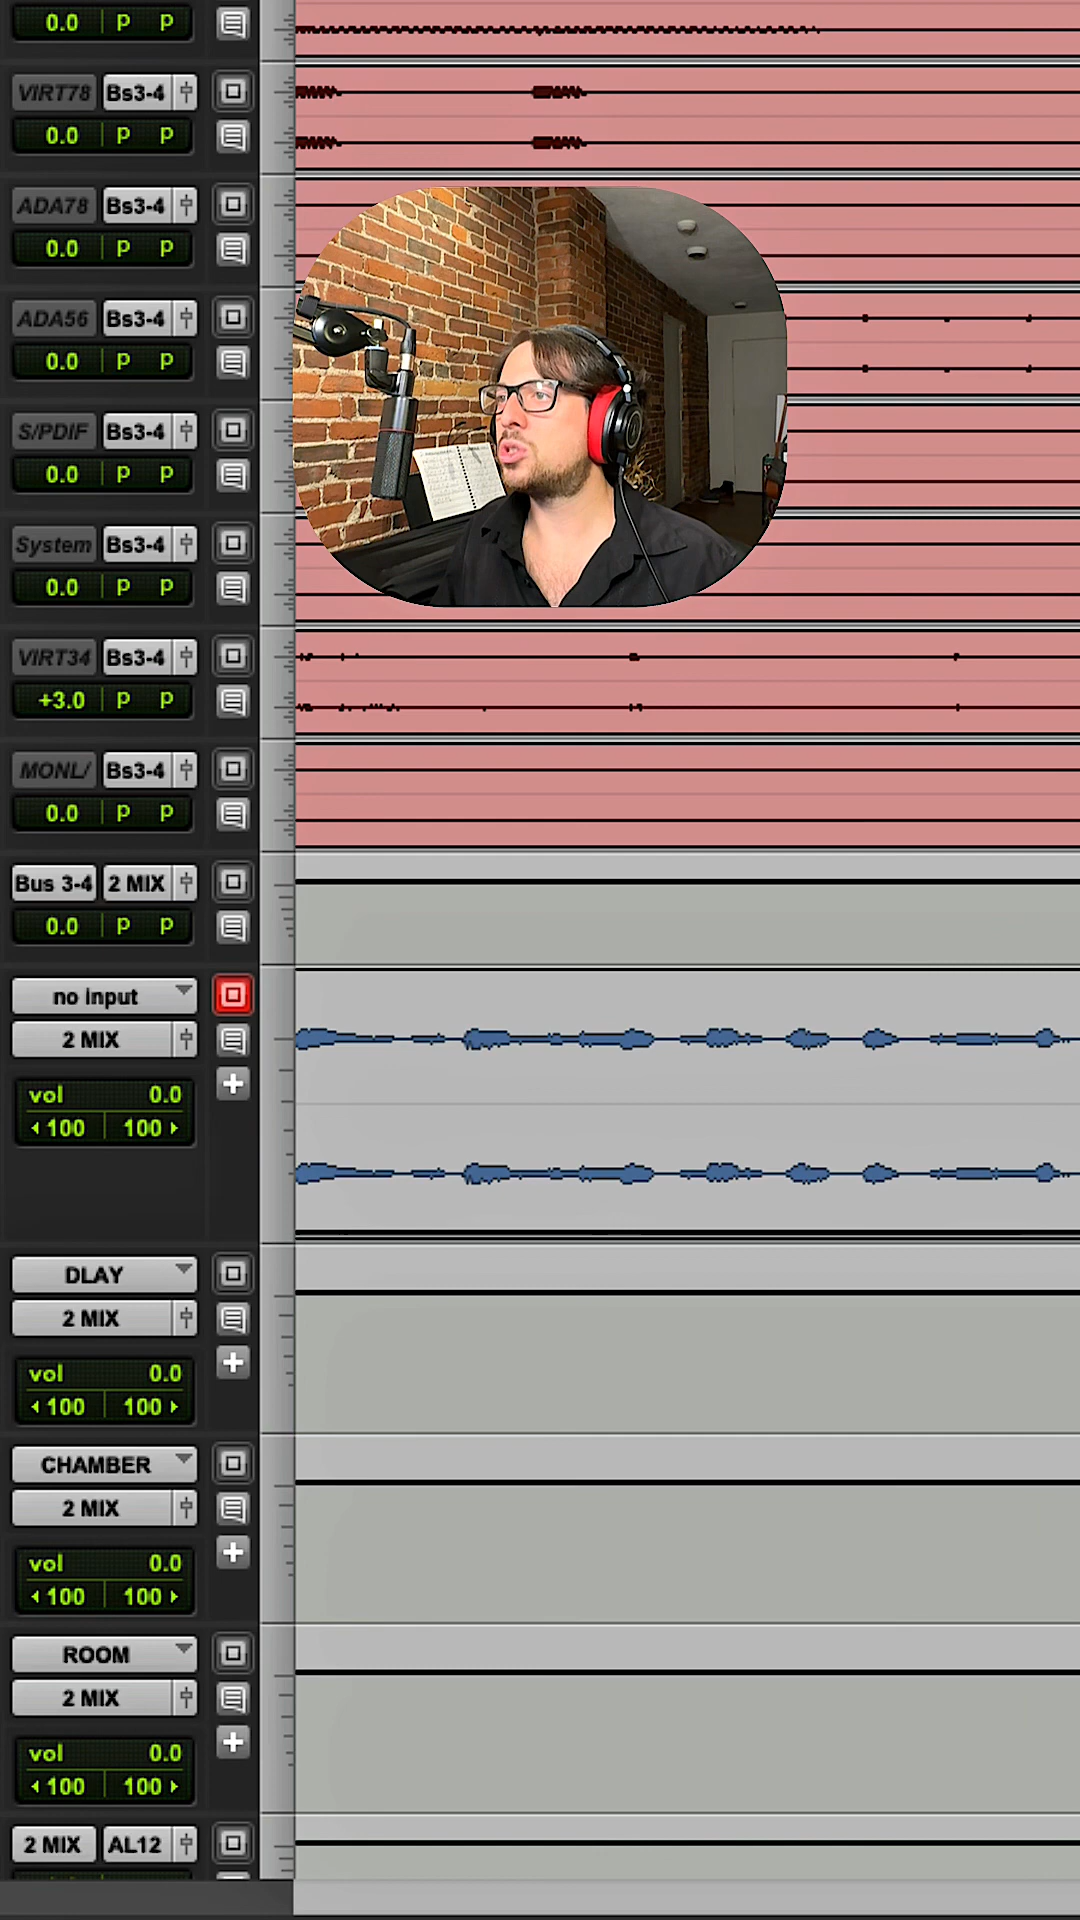 0.0 P P
VIRT78 Bs3-4
0.0 P P
ADA78 Bs3-4
0.0 P P
ADA56 Bs3-4
0.0 P P
S/PDIF Bs3-4
0.0 P P
System Bs3-4
0.0 P P
VIRT34 Bs3-4
+3.0 P P
MONL/ Bs3-4
0.0 P P
Bus 3-4 2 MIX
0.0 P P
no input
2 MIX
vol 0.0
100 100
DLAY
2 MIX
vol 0.0
100 100
CHAMBER
2 MIX
vol 0.0
100 100
ROOM
2 MIX
vol 0.0
100 100
2 MIX AL12